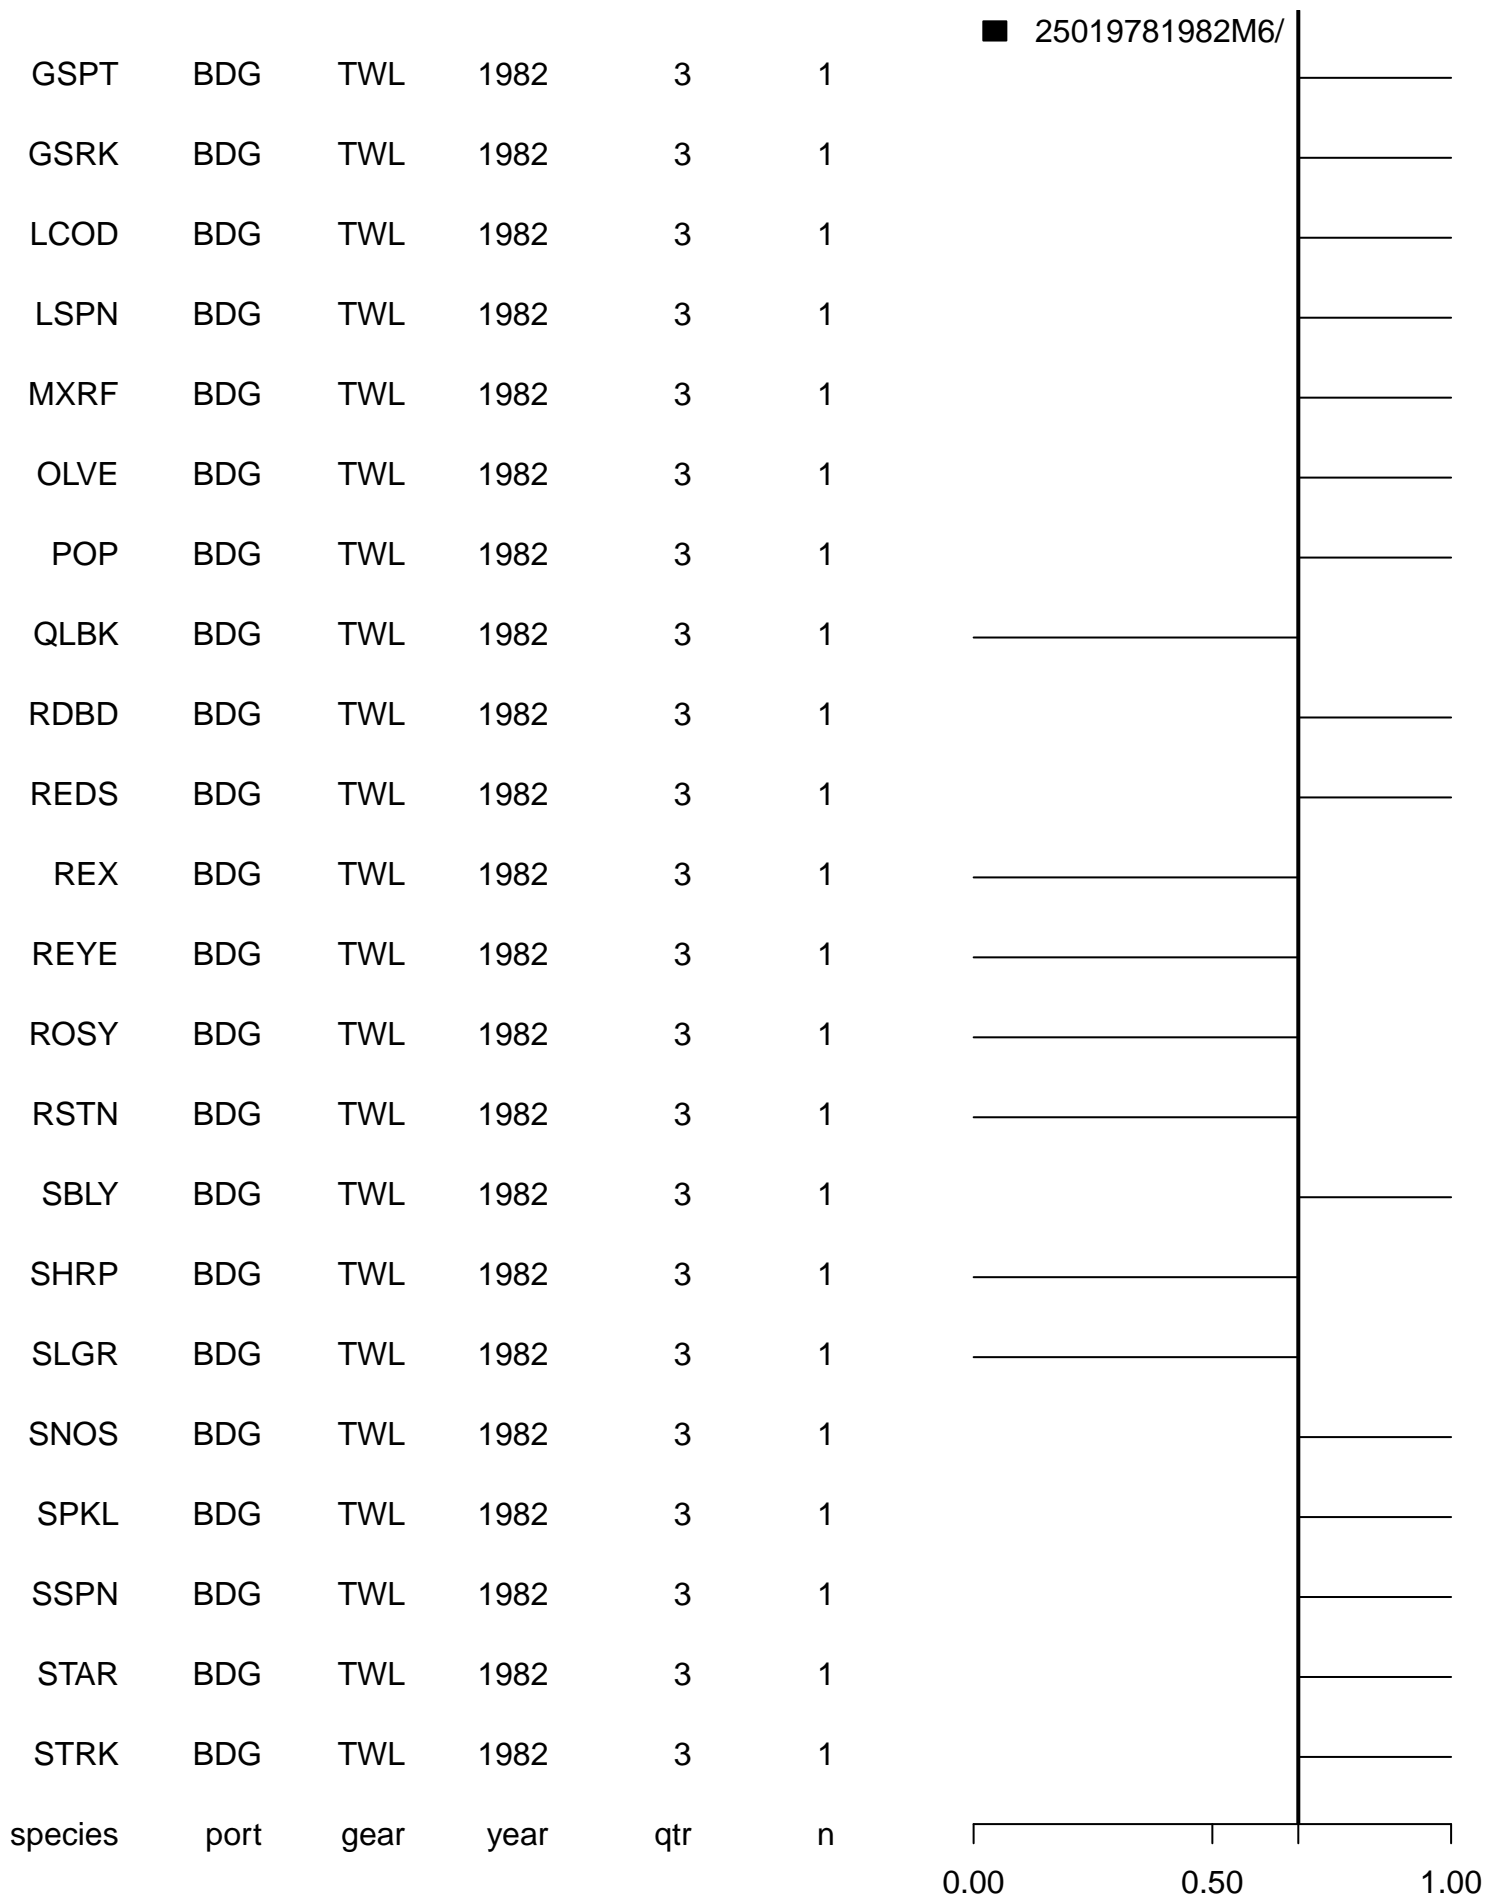 25019781982M6/
GSPT BDG TWL 1982 3 1
GSRK BDG TWL 1982 3 1
LCOD BDG TWL 1982 3 1
LSPN BDG TWL 1982 3 1
MXRF BDG TWL 1982 3 1
OLVE BDG TWL 1982 3 1
POP BDG TWL 1982 3 1
QLBK BDG TWL 1982 3 1
RDBD BDG TWL 1982 3 1
REDS BDG TWL 1982 3 1
REX BDG TWL 1982 3 1
REYE BDG TWL 1982 3 1
ROSY BDG TWL 1982 3 1
RSTN BDG TWL 1982 3 1
SBLY BDG TWL 1982 3 1
SHRP BDG TWL 1982 3 1
SLGR BDG TWL 1982 3 1
SNOS BDG TWL 1982 3 1
SPKL BDG TWL 1982 3 1
SSPN BDG TWL 1982 3 1
STAR BDG TWL 1982 3 1
STRK BDG TWL 1982 3 1
species port gear year qtr n
0.00 0.50 1.00